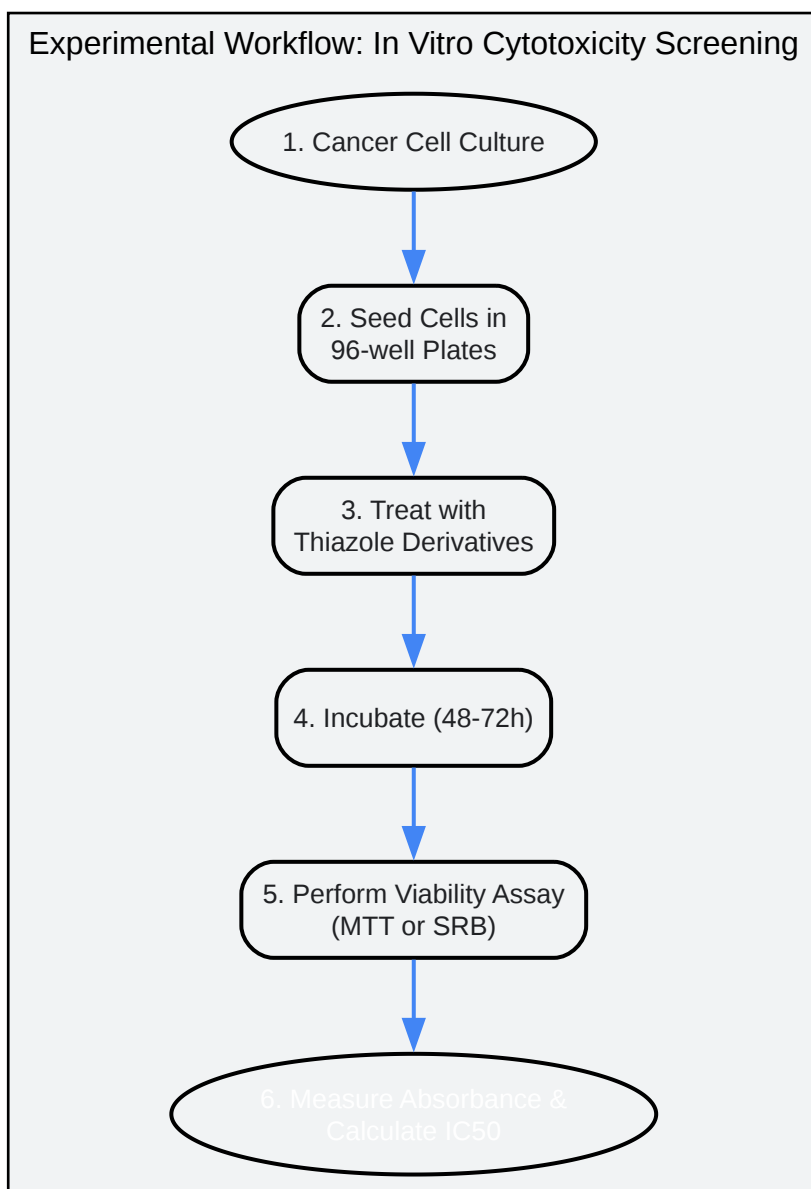 Experimental Workflow: In Vitro Cytotoxicity Screening
1. Cancer Cell Culture
2. Seed Cells in
96-well Plates
3. Treat with
Thiazole Derivatives
4. Incubate (48-72h)
5. Perform Viability Assay
(MTT or SRB)
6. Measure Absorbance &
Calculate IC50